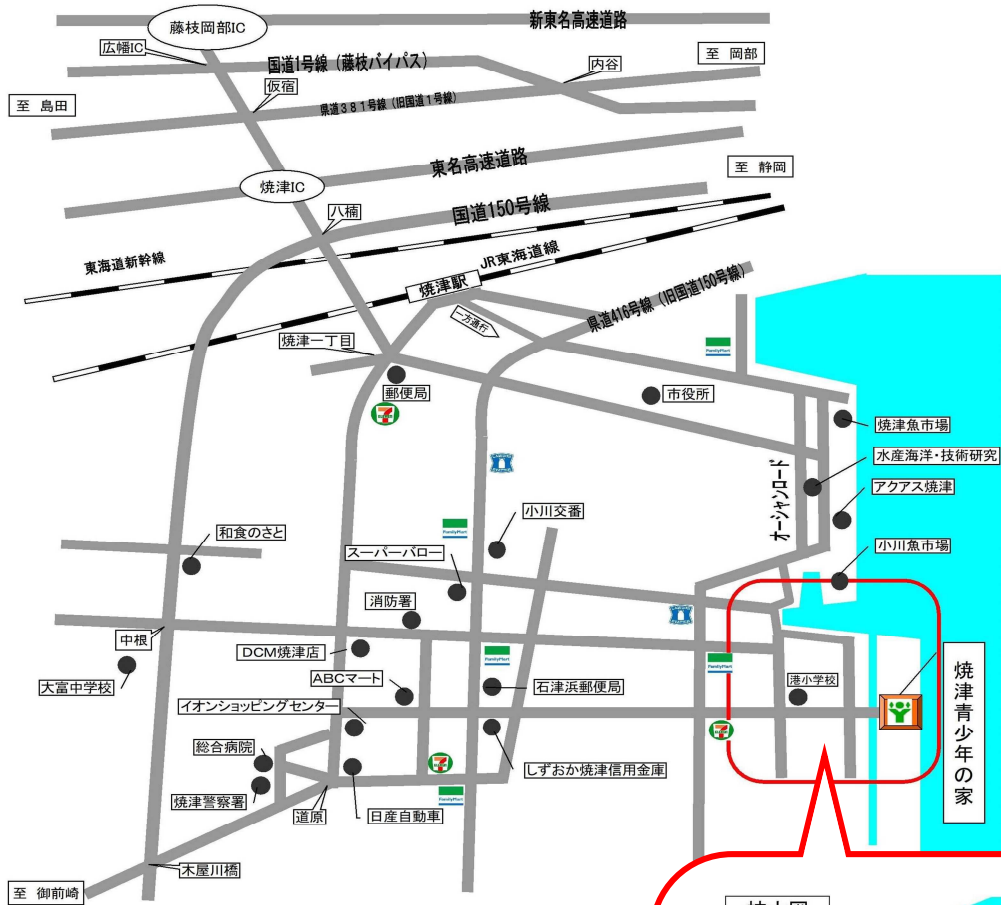 新東名高速道路
藤枝岡部IC
広幡IC
国道1号線（藤枝バイパス）
内谷
至 岡部
仮宿
県道３８１号線（旧国道１号線）
至 島田
東名高速道路
至 静岡
焼津IC
八楠
国道150号線
東海道新幹線
JR東海道線
焼津駅
県道416号線（旧国道150号線）
一方通行
焼津一丁目
FamilyMart
郵便局
市役所
焼津魚市場
水産海洋・技術研究
オーシャンロード
アクアス焼津
小川交番
FamilyMart
和食のさと
スーパーバロー
小川魚市場
消防署
中根
DCM焼津店
FamilyMart
FamilyMart
大富中学校
ABCマート
石津浜郵便局
港小学校
焼津青少年の家
イオンショッピングセンター
総合病院
しずおか焼津信用金庫
焼津警察署
道原
日産自動車
FamilyMart
木屋川橋
至 御前崎